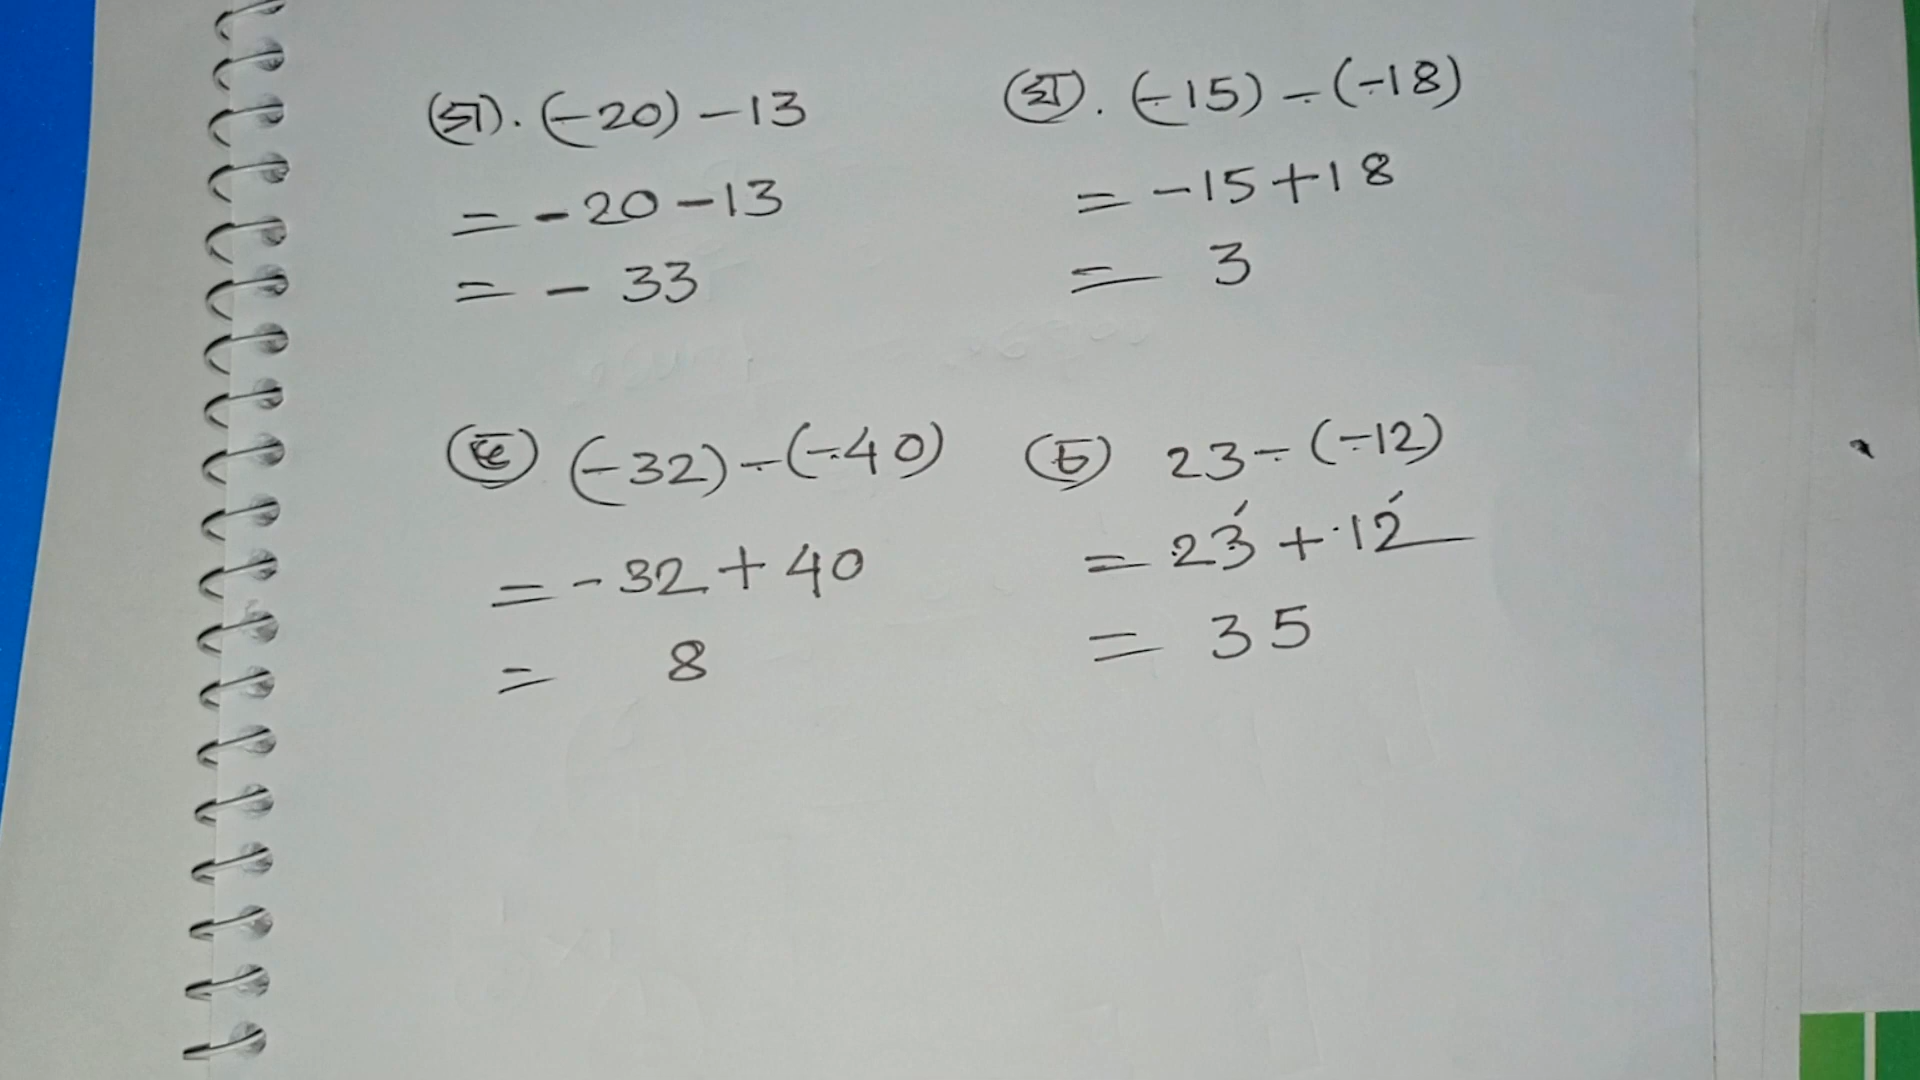 (-20) - 13
= - 20 - 13
= - 33
(-15) - (-18)
= - 15 + 18
= 3
(-32) - (-40)
= - 32 + 40
= 8
(চ) 23 - (-12)
= 23 + 12
= 35